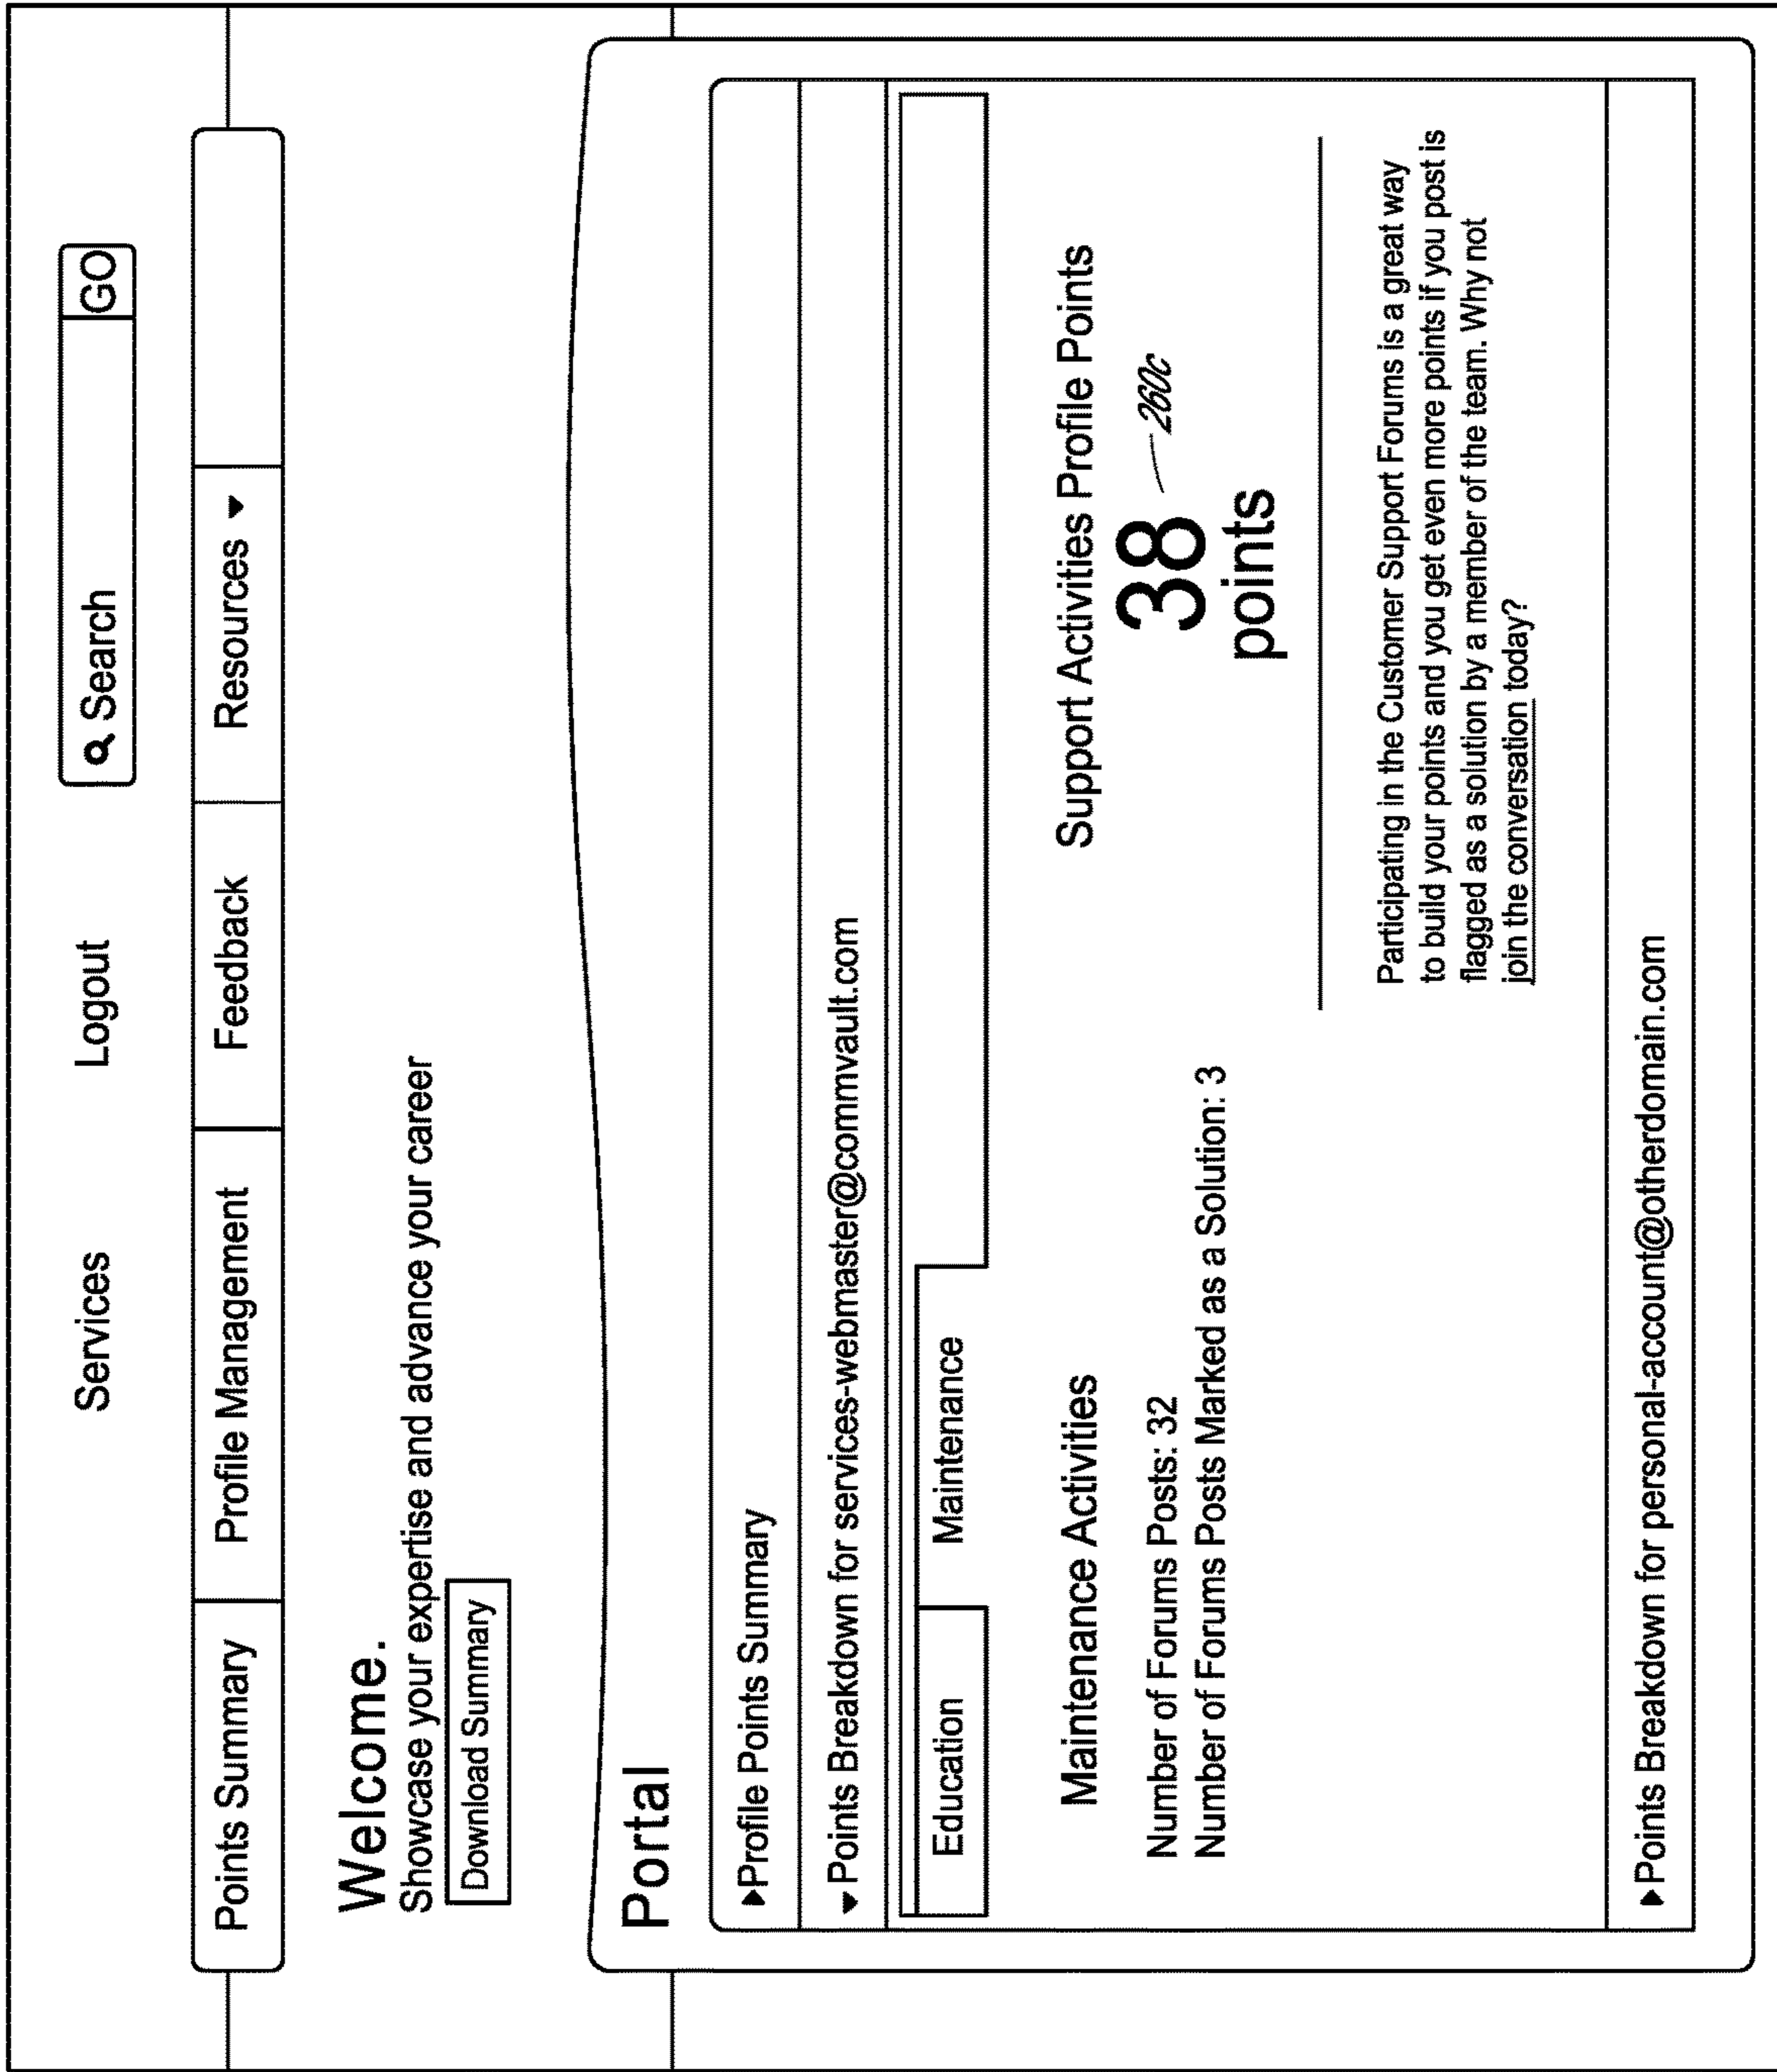 Services Logout Search GO
Points Summary Profile Management Feedback Resources
Welcome.
Showcase your expertise and advance your career
Download Summary
Portal
Profile Points Summary
Points Breakdown for services-webmaster@commvault.com
Education Maintenance
Maintenance Activities
Number of Forums Posts: 32
Number of Forums Posts Marked as a Solution: 3
Support Activities Profile Points
38 260c
points
Participating in the Customer Support Forums is a great way
to build your points and you get even more points if you post is
flagged as a solution by a member of the team. Why not
join the conversation today?
Points Breakdown for personal-account@otherdomain.com